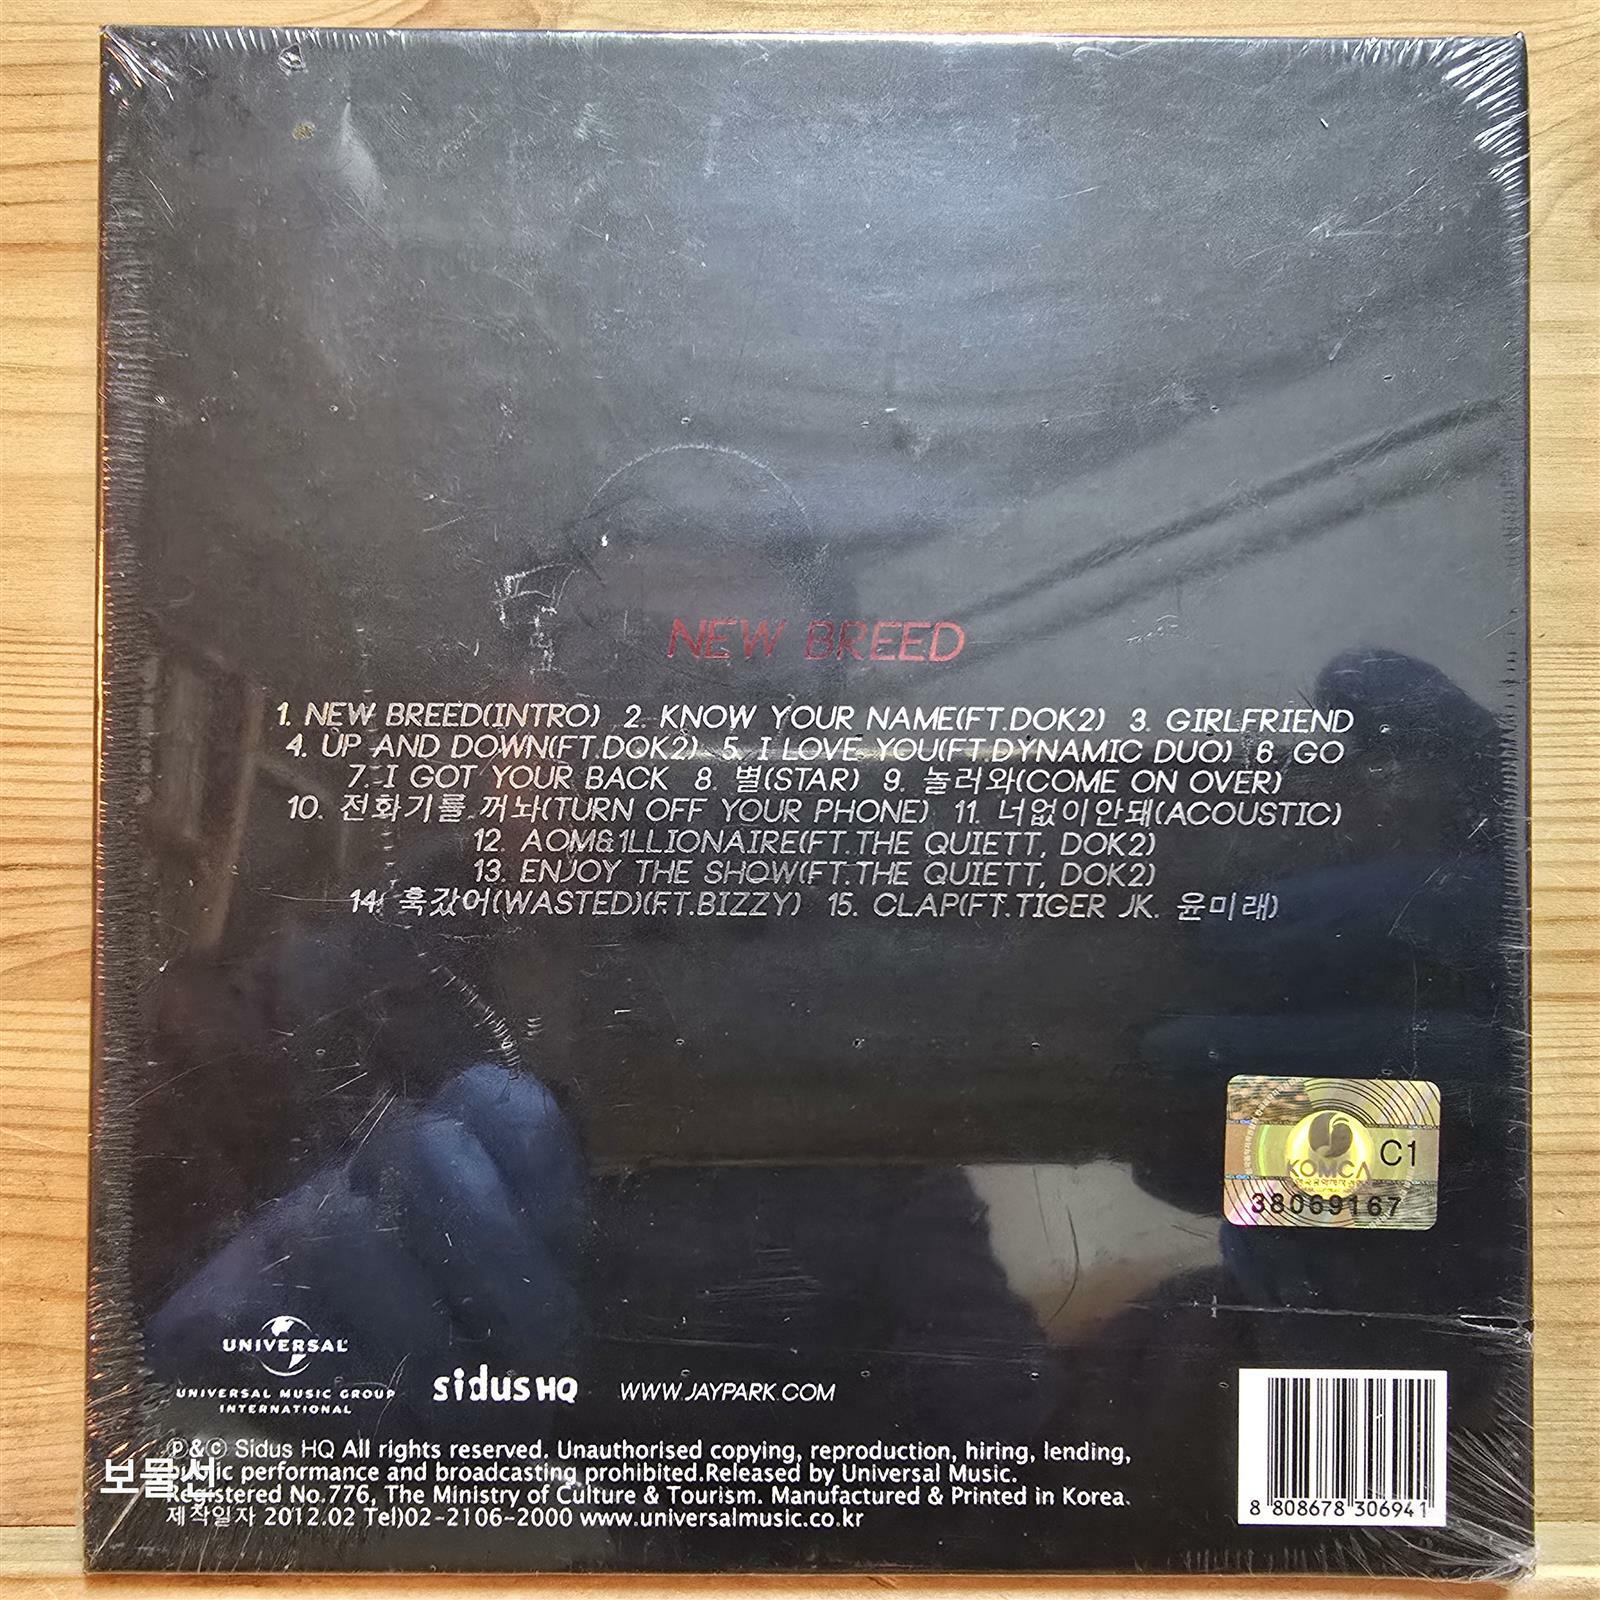 NEW BREED
1. NEW BREED(INTRO) 2. KNOW YOUR NAME(FT.DOK2) 3. GIRLFRIEND
4. UP AND DOWN(FT.DOK2) 5. I LOVE YOU(FT.DYNAMIC DUO) 6. GO
7. I GOT YOUR BACK 8. 별(STAR) 9. 놀러와(COME ON OVER)
10. 전화기를 꺼놔(TURN OFF YOUR PHONE) 11. 너없이안돼(ACOUSTIC)
12. AOM&1LLIONAIRE(FT.THE QUIETT, DOK2)
13. ENJOY THE SHOW(FT.THE QUIETT, DOK2)
14. 훅갔어(WASTED)(FT.BIZZY) 15. CLAP(FT.TIGER JK. 윤미래)
C1
KOMCA
38069167
UNIVERSAL
UNIVERSAL MUSIC GROUP
INTERNATIONAL
sidusHQ
WWW.JAYPARK.COM
ⓟ&ⓒ Sidus HQ All rights reserved. Unauthorised copying, reproduction, hiring, lending,
performance and broadcasting prohibited.Released by Universal Music.
Registered No.776, The Ministry of Culture & Tourism. Manufactured & Printed in Korea.
제작일자 2012.02 Tel)02-2106-2000 www.universalmusic.co.kr
보물선
8 808678 306941